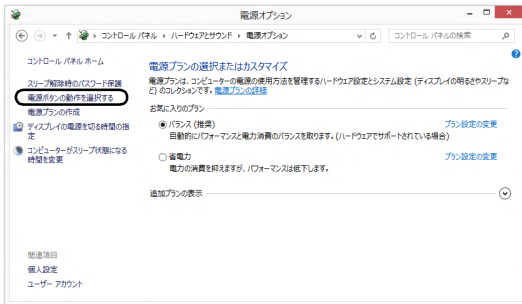 電源オプション
コントロール パネル ▸ ハードウェアとサウンド ▸ 電源オプション
コントロール パネルの検索
コントロール パネル ホーム
スリープ解除時のパスワード保護
電源ボタンの動作を選択する
電源プランの作成
ディスプレイの電源を切る時間の指
定
コンピューターがスリープ状態になる
時間を変更
関連項目
個人設定
ユーザー アカウント
電源プランの選択またはカスタマイズ
電源プランは、コンピューターの電源の使用方法を管理するハードウェア設定とシステム設定 (ディスプレイの明るさやスリープな
ど) のコレクションです。電源プランの詳細
お気に入りのプラン
バランス (推奨) プラン設定の変更
自動的にパフォーマンスと電力消費のバランスを取ります。(ハードウェアでサポートされている場合)
省電力 プラン設定の変更
電力の消費を抑えますが、パフォーマンスは低下します。
追加プランの表示